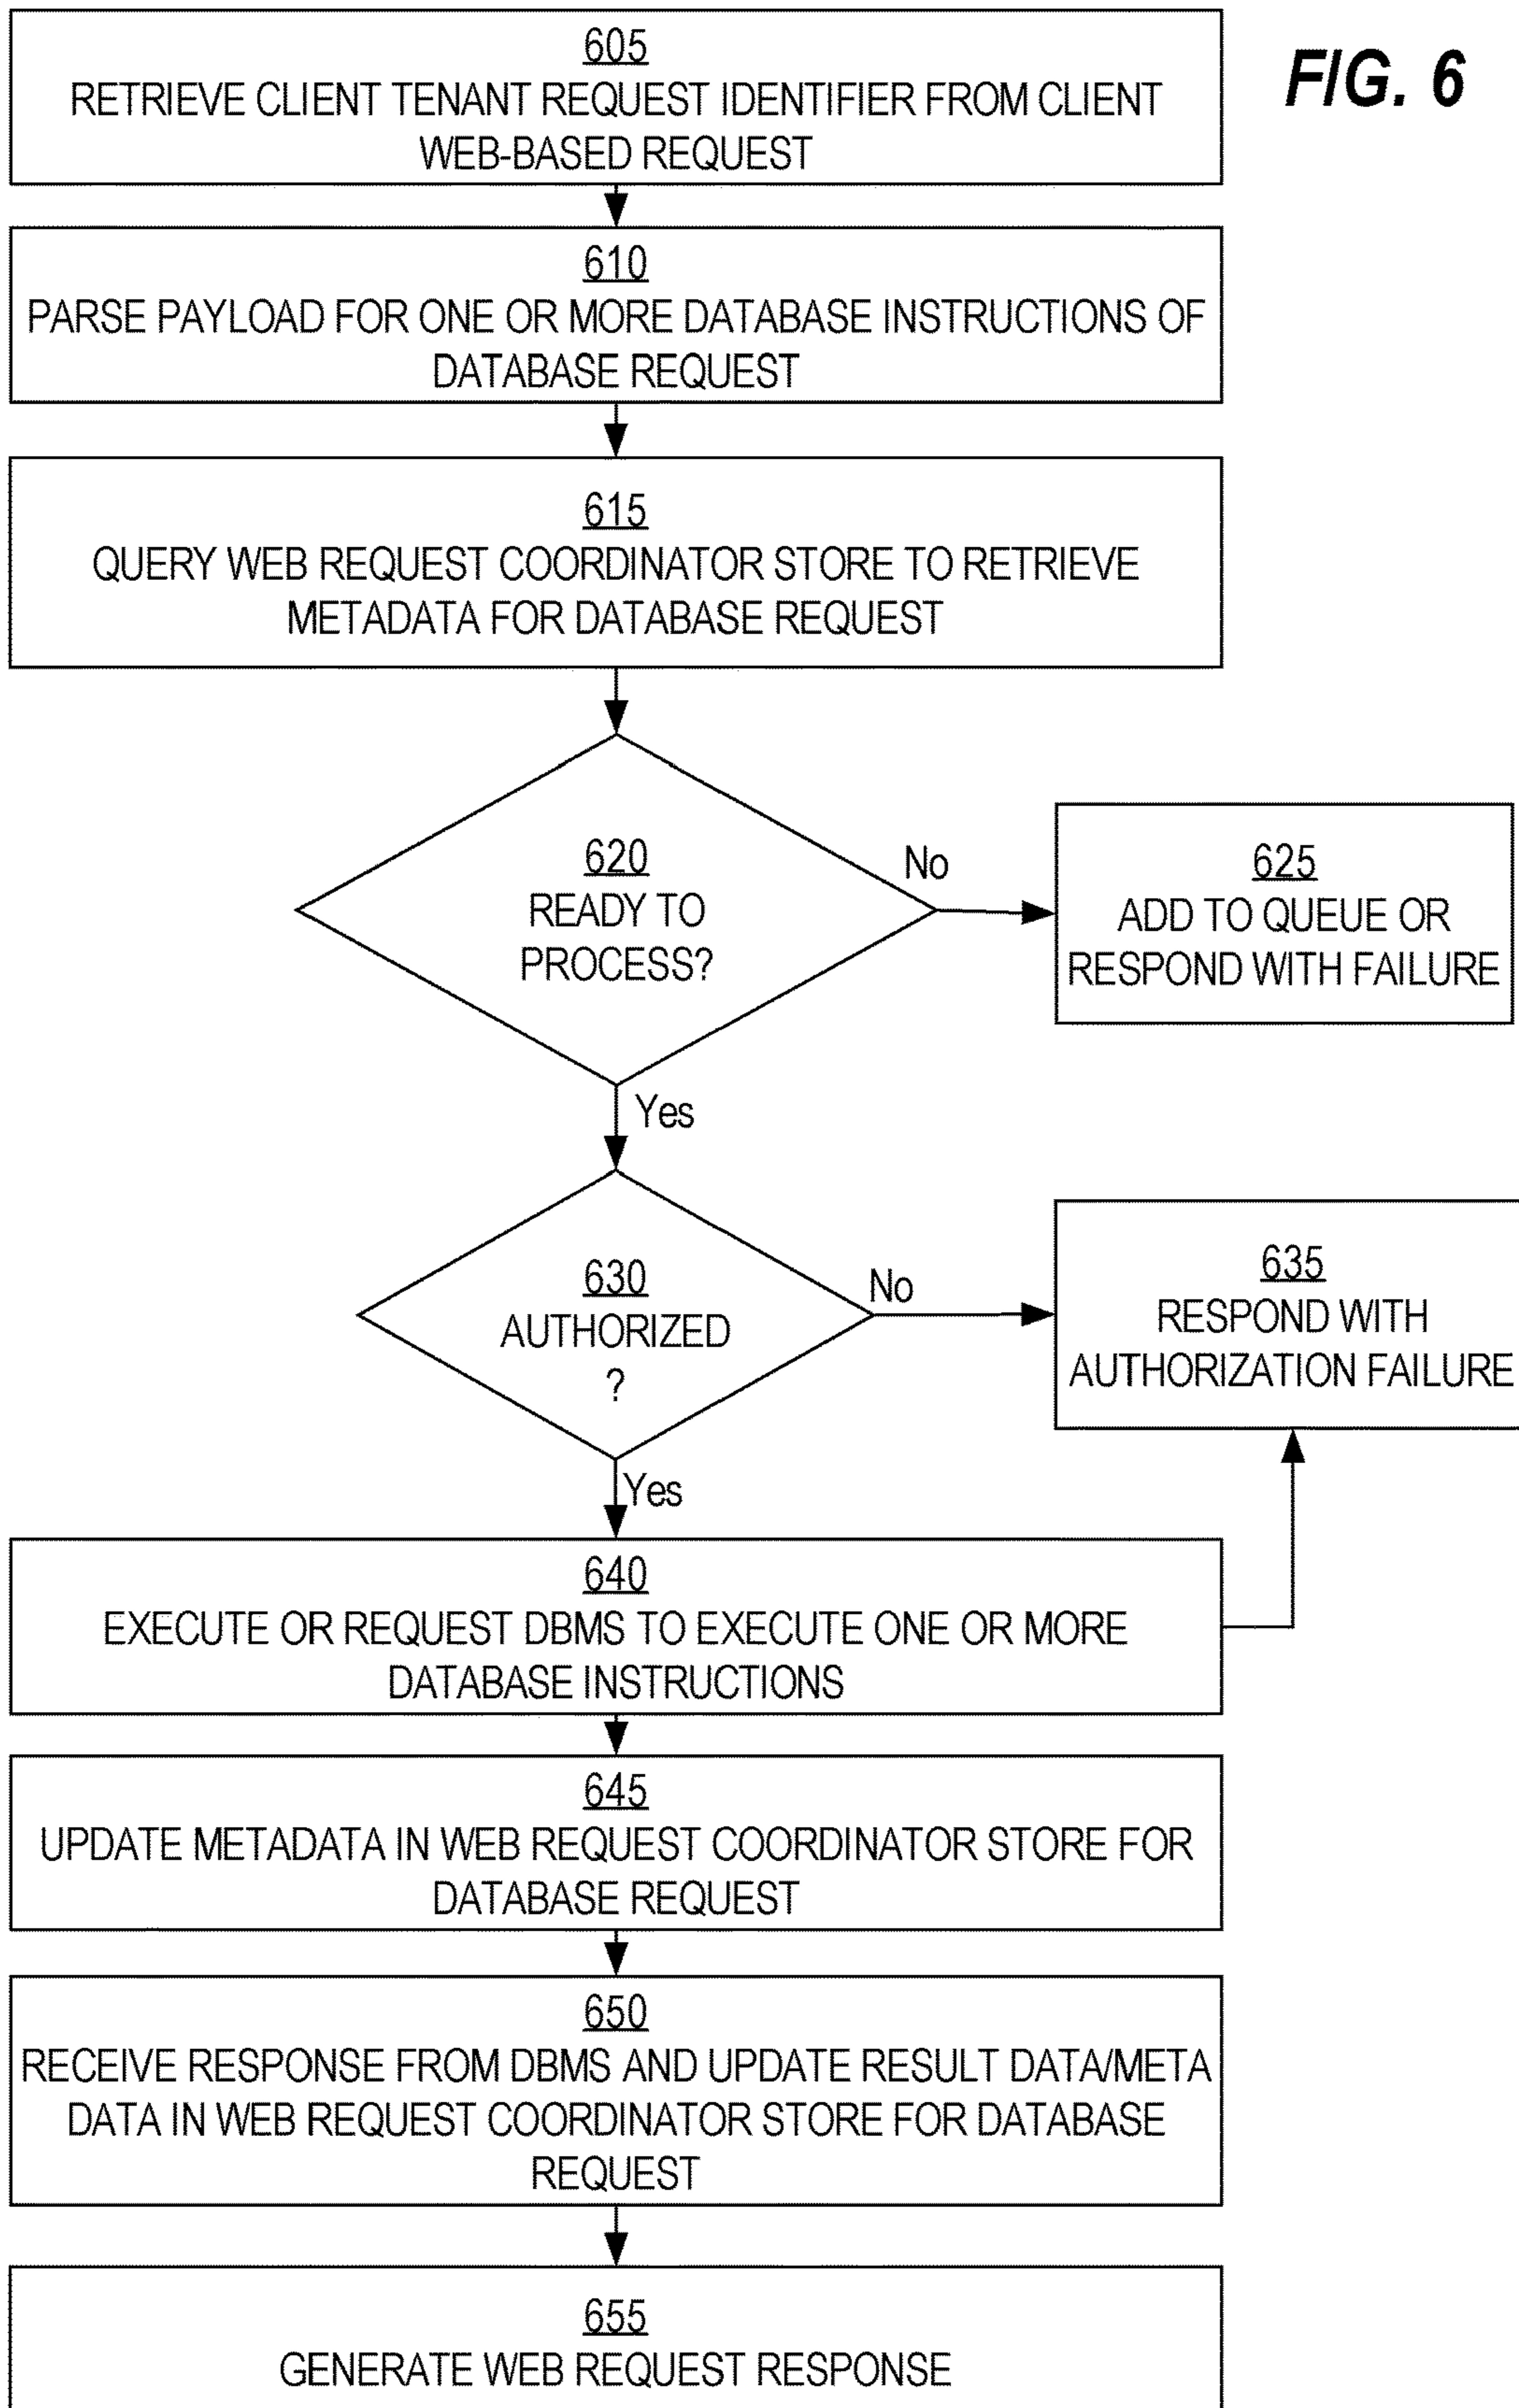 605
FIG. 6
RETRIEVE CLIENT TENANT REQUEST IDENTIFIER FROM CLIENT
WEB-BASED REQUEST
610
PARSE PAYLOAD FOR ONE OR MORE DATABASE INSTRUCTIONS OF
DATABASE REQUEST
615
QUERY WEB REQUEST COORDINATOR STORE TO RETRIEVE
METADATA FOR DATABASE REQUEST
620
READY TO
PROCESS?
No
625
ADD TO QUEUE OR
RESPOND WITH FAILURE
Yes
630
AUTHORIZED
?
No
635
RESPOND WITH
AUTHORIZATION FAILURE
Yes
640
EXECUTE OR REQUEST DBMS TO EXECUTE ONE OR MORE
DATABASE INSTRUCTIONS
645
UPDATE METADATA IN WEB REQUEST COORDINATOR STORE FOR
DATABASE REQUEST
650
RECEIVE RESPONSE FROM DBMS AND UPDATE RESULT DATA/META
DATA IN WEB REQUEST COORDINATOR STORE FOR DATABASE
REQUEST
655
GENERATE WEB REQUEST RESPONSE